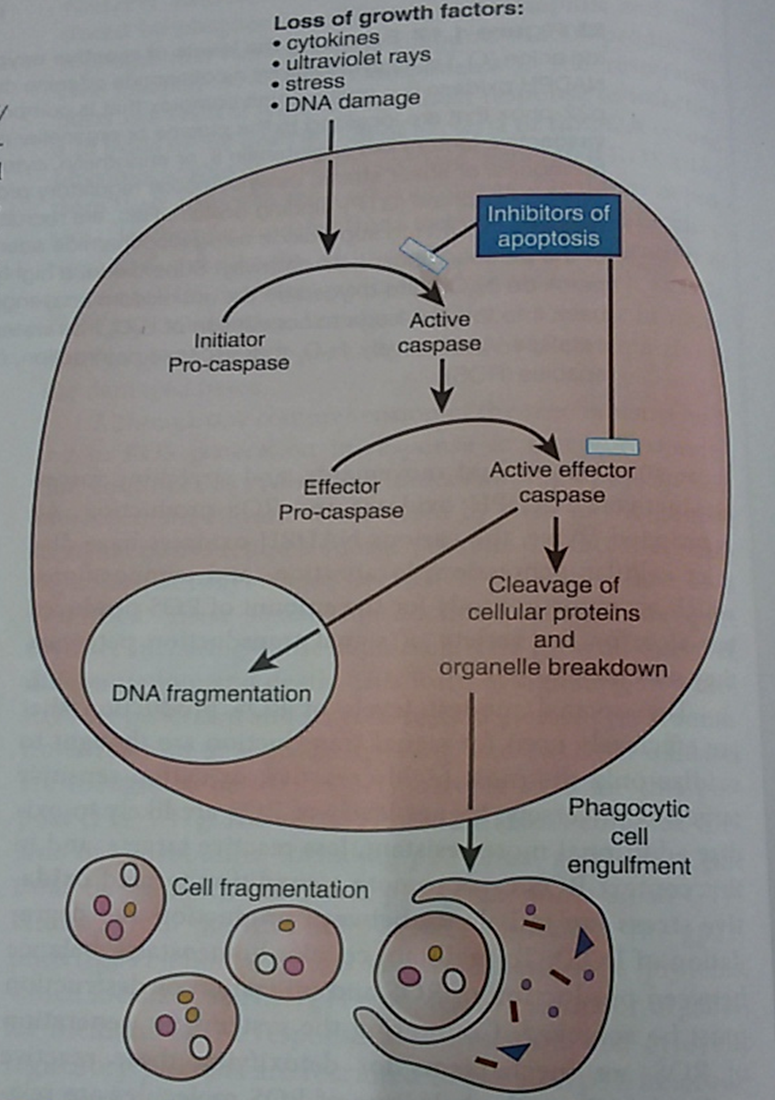 Loss of growth factors:
• cytokines
• ultraviolet rays
• stress
• DNA damage
Inhibitors of
apoptosis
Initiator
Pro-caspase
Active
caspase
Effector
Pro-caspase
Active effector
caspase
Cleavage of
cellular proteins
and
organelle breakdown
DNA fragmentation
Phagocytic
cell
engulfment
Cell fragmentation